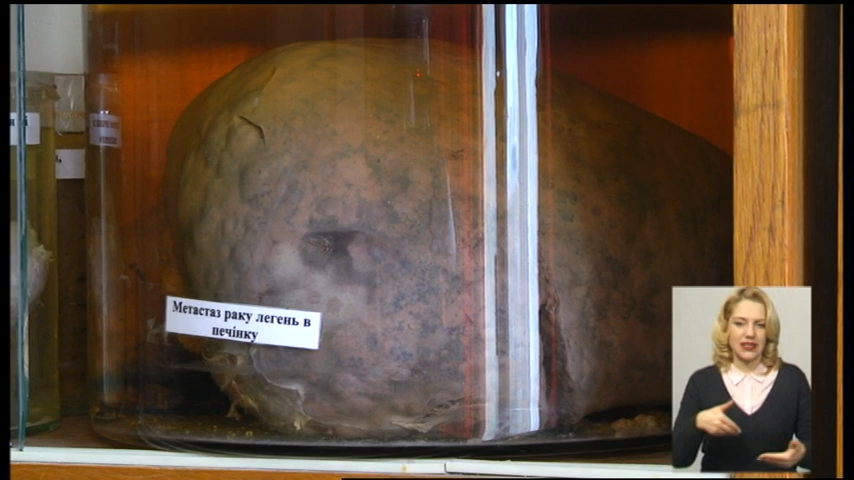 Метастаз раку легень в
печінку